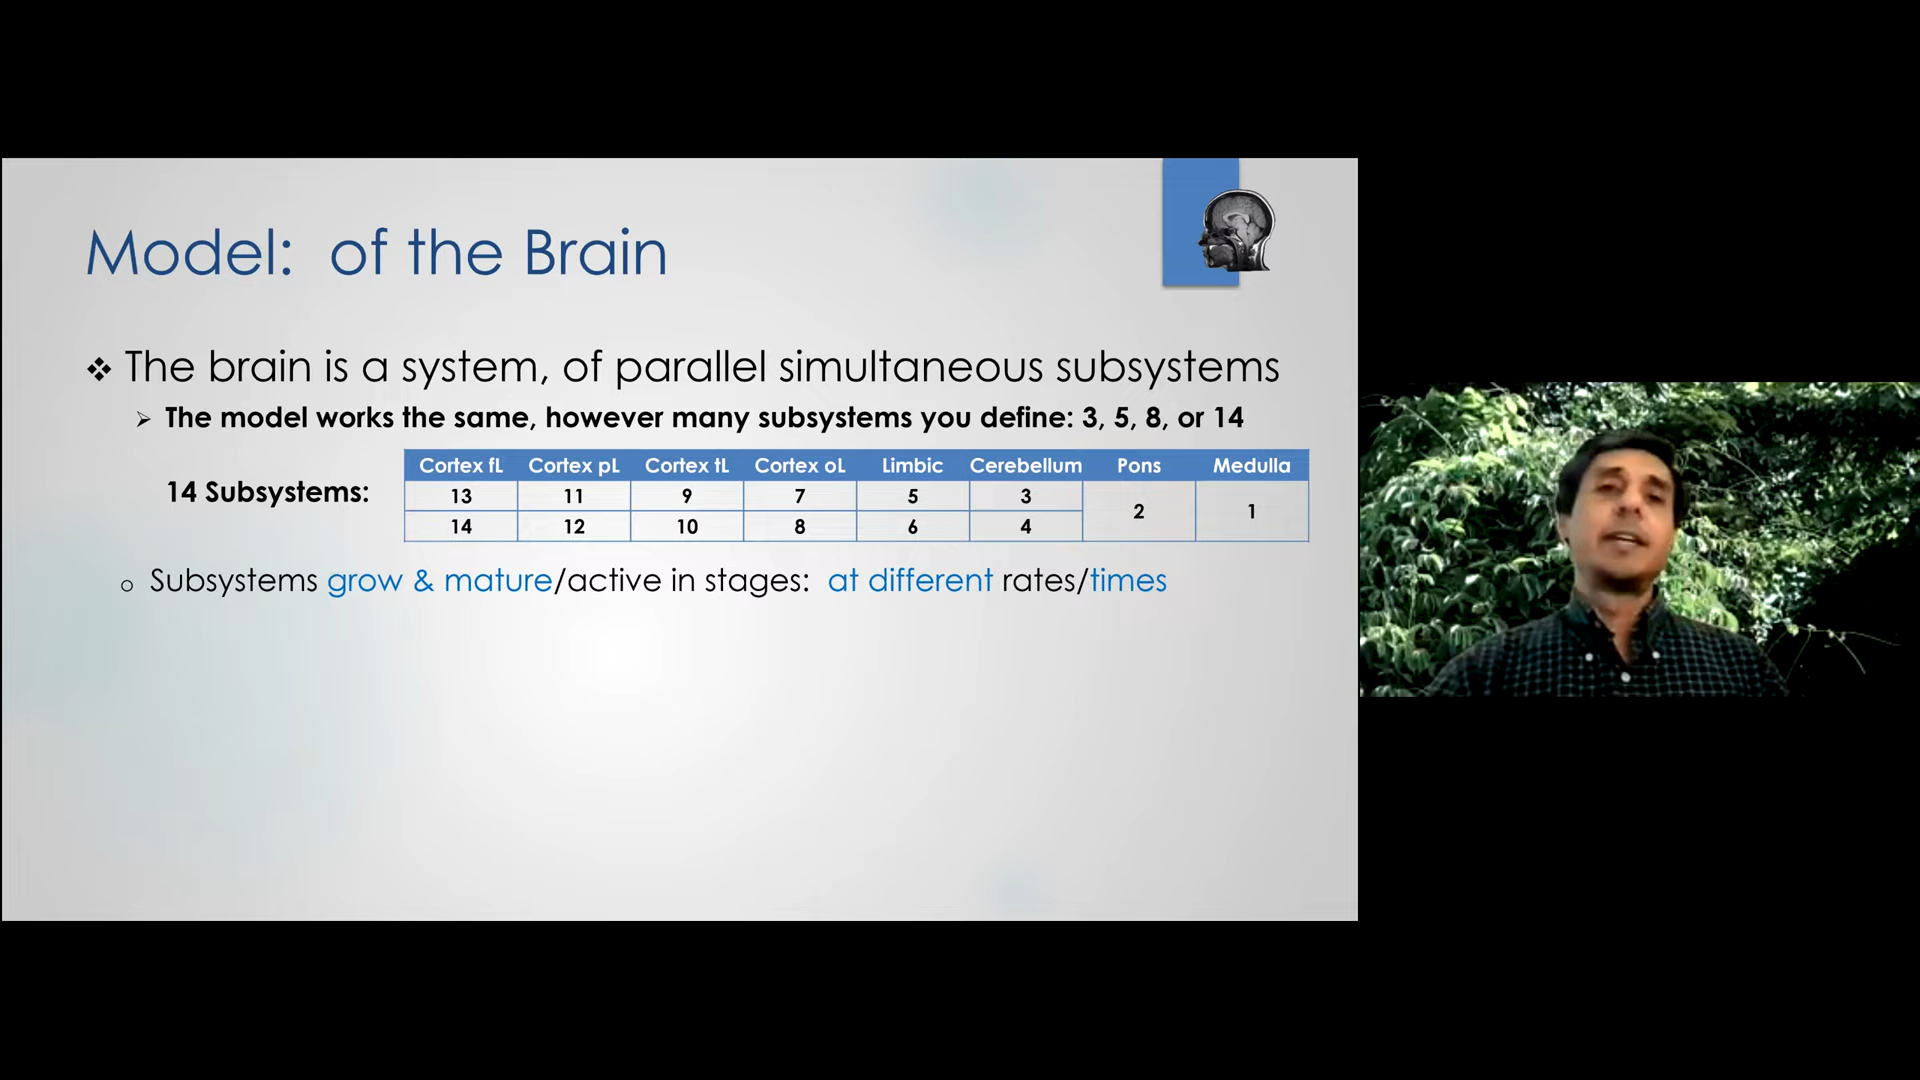 Model:  of the Brain
❖ The brain is a system, of parallel simultaneous subsystems
➢ The model works the same, however many subsystems you define: 3, 5, 8, or 14
14 Subsystems:
Cortex fL Cortex pL Cortex tL Cortex oL Limbic Cerebellum Pons Medulla
13 11 9 7 5 3 2 1
14 12 10 8 6 4
o Subsystems grow & mature/active in stages:  at different rates/times